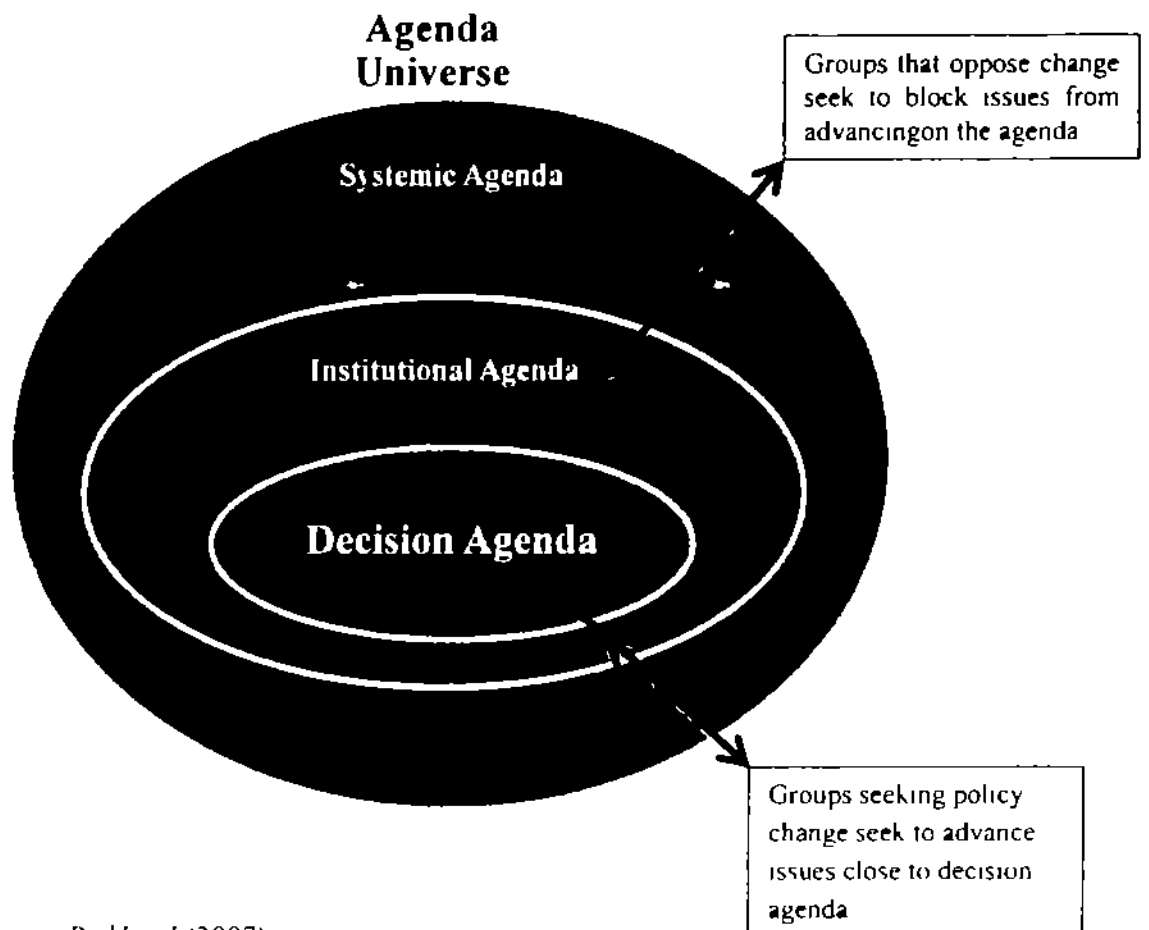 Agenda
Universe
Groups that oppose change
seek to block issues from
advancingon the agenda
Systemic Agenda
Institutional Agenda
Decision Agenda
Groups seeking policy
change seek to advance
issues close to decision
agenda
(2007)